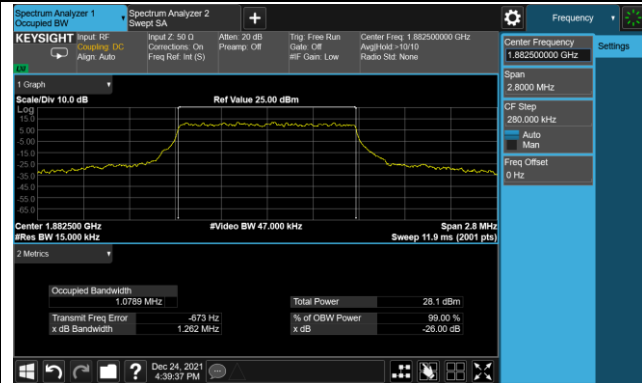 Spectrum Analyzer 1
Occupied BW
Spectrum Analyzer 2
Swept SA
+
Frequency
KEYSIGHT
Input: RF
Coupling: DC
Align: Auto
Input Z: 50 Ω
Corrections: On
Freq Ref: Int (S)
Atten: 20 dB
Preamp: Off
Trig: Free Run
Gate: Off
#IF Gain: Low
Center Freq: 1.882500000 GHz
Avg|Hold:>10/10
Radio Std: None
Center Frequency
1.882500000 GHz
Settings
Span
2.8000 MHz
CF Step
280.000 kHz
Auto
Man
Freq Offset
0 Hz
1 Graph
Scale/Div 10.0 dB
Ref Value 25.00 dBm
Log
15.0
5.00
-5.00
-15.0
-25.0
-35.0
-45.0
-55.0
-65.0
Center 1.882500 GHz
#Video BW 47.000 kHz
Span 2.8 MHz
#Res BW 15.000 kHz
Sweep 11.9 ms (2001 pts)
2 Metrics
Occupied Bandwidth
1.0789 MHz
Total Power
28.1 dBm
Transmit Freq Error
-673 Hz
% of OBW Power
99.00 %
x dB Bandwidth
1.262 MHz
x dB
-26.00 dB
?
Dec 24, 2021
4:39:37 PM